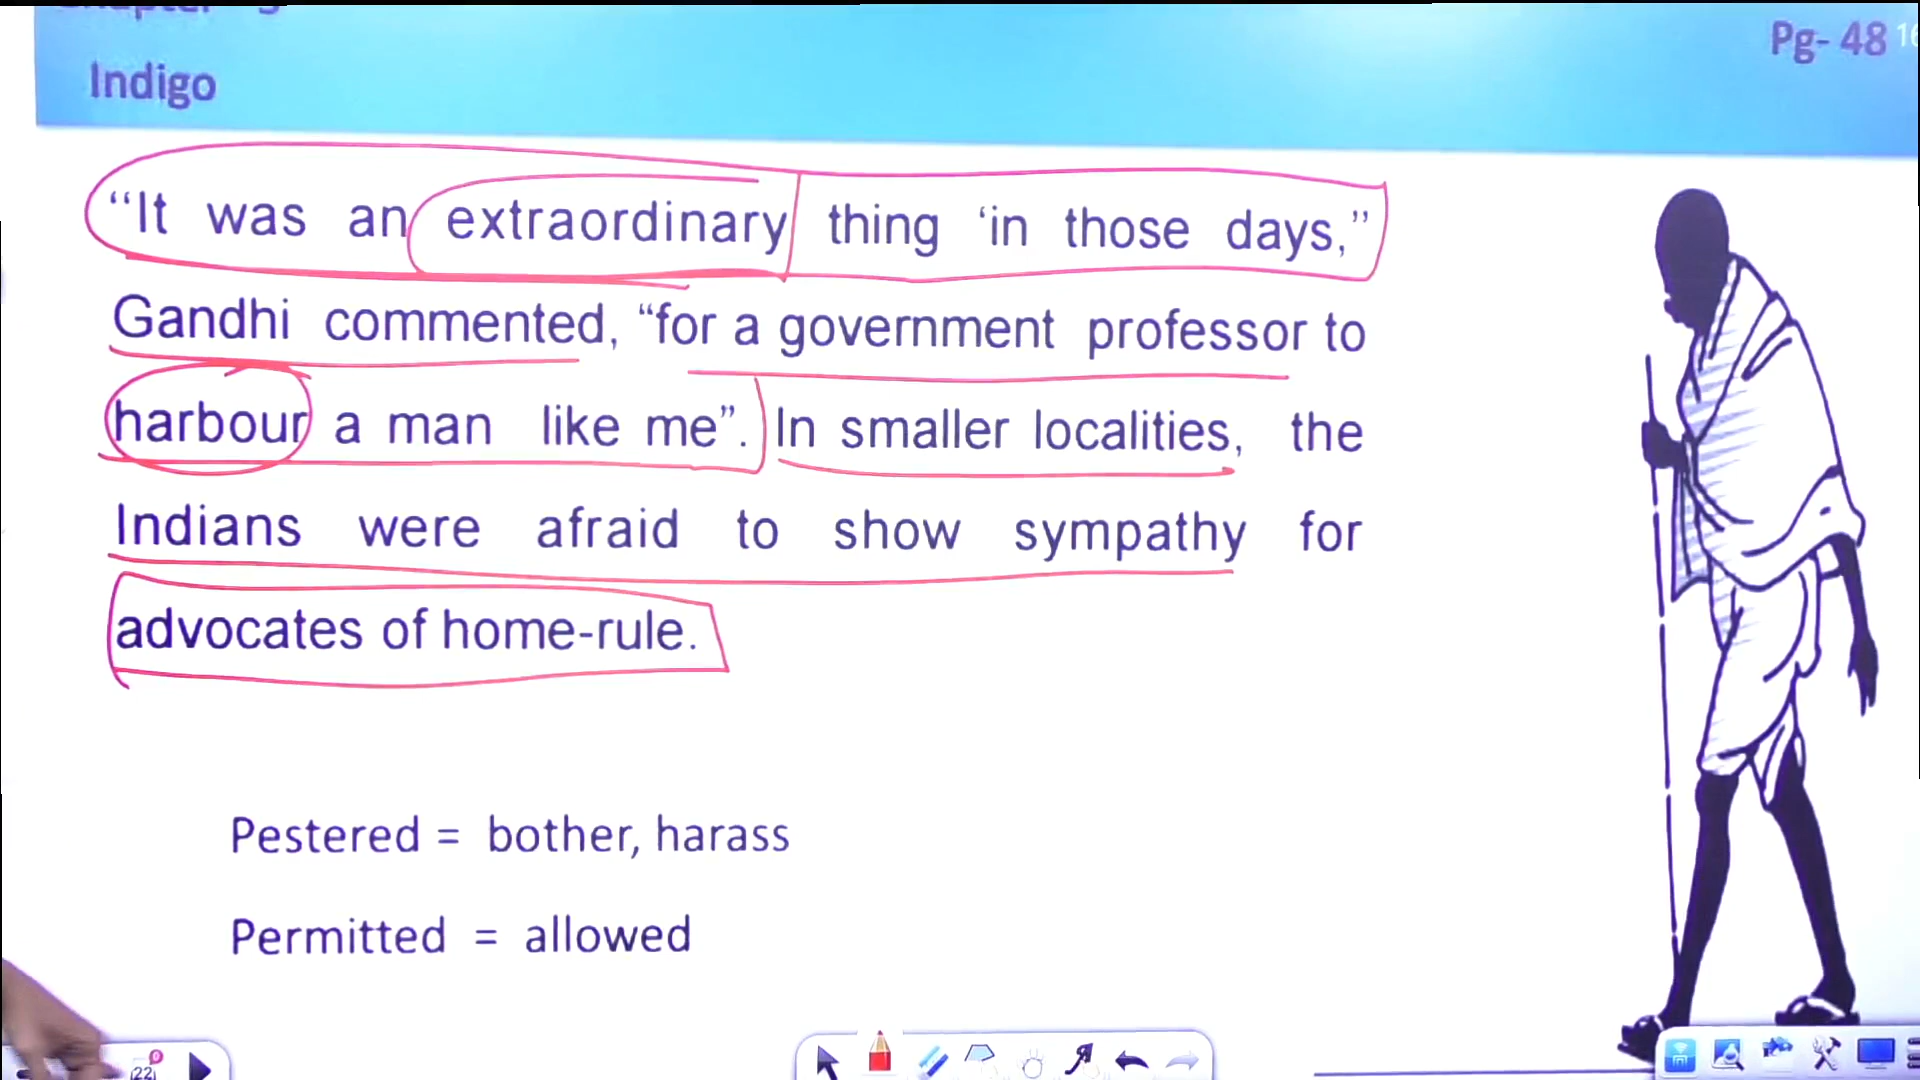 Pg- 48
Indigo
“It was an extraordinary thing ‘in those days,”
Gandhi commented, “for a government professor to
harbour a man like me”. In smaller localities, the
Indians were afraid to show sympathy for
advocates of home-rule.
Pestered = bother, harass
Permitted = allowed
22